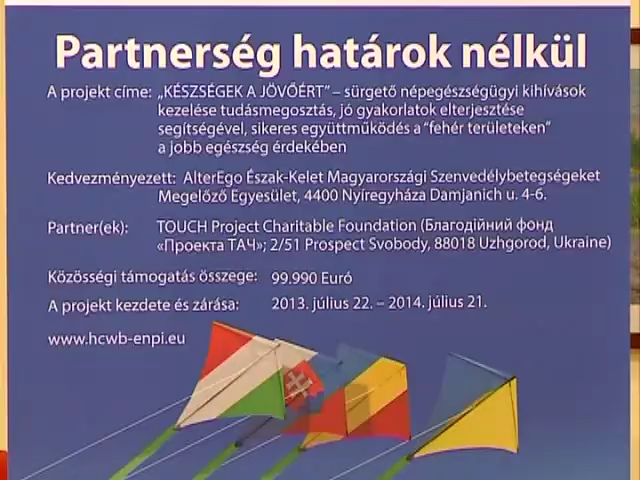 Partnerség határok nélkül
A projekt címe: „KÉSZSÉGEK A JÖVŐÉRT” – sürgető népegészségügyi kihívások
kezelése tudásmegosztás, jó gyakorlatok elterjesztése
segítségével, sikeres együttműködés a "fehér területeken"
a jobb egészség érdekében
Kedvezményezett: AlterEgo Észak-Kelet Magyarországi Szenvedélybetegségeket
Megelőző Egyesület, 4400 Nyíregyháza Damjanich u. 4-6.
Partner(ek): TOUCH Project Charitable Foundation (Благодійний фонд
«Проекта ТАЧ»; 2/51 Prospect Svobody, 88018 Uzhgorod, Ukraine)
Közösségi támogatás összege: 99.990 Euró
A projekt kezdete és zárása: 2013. július 22. – 2014. július 21.
www.hcwb-enpi.eu